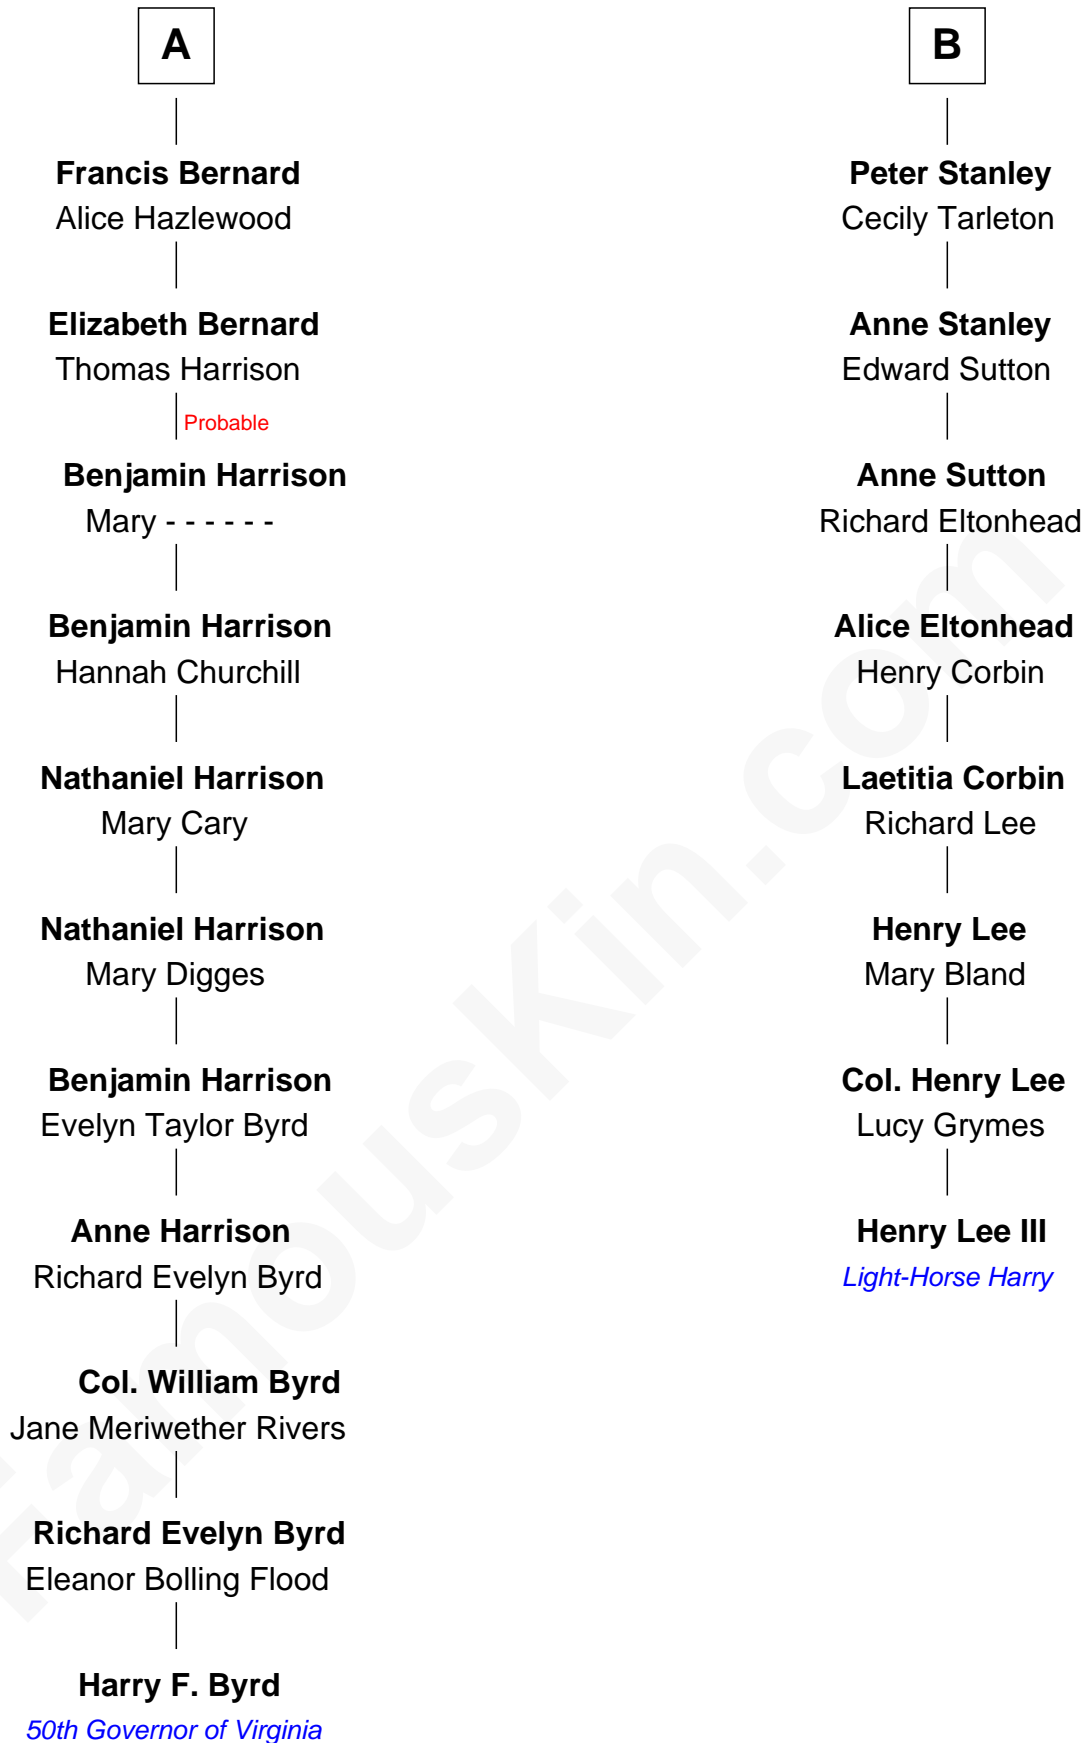 A
Francis Bernard
Alice Hazlewood
Elizabeth Bernard
Thomas Harrison
Probable
Benjamin Harrison
Mary - - - - - -
Benjamin Harrison
Hannah Churchill
Nathaniel Harrison
Mary Cary
Nathaniel Harrison
Mary Digges
Benjamin Harrison
Evelyn Taylor Byrd
Anne Harrison
Richard Evelyn Byrd
Col. William Byrd
Jane Meriwether Rivers
Richard Evelyn Byrd
Eleanor Bolling Flood
Harry F. Byrd
50th Governor of Virginia
B
Peter Stanley
Cecily Tarleton
Anne Stanley
Edward Sutton
Anne Sutton
Richard Eltonhead
Alice Eltonhead
Henry Corbin
Laetitia Corbin
Richard Lee
Henry Lee
Mary Bland
Col. Henry Lee
Lucy Grymes
Henry Lee III
Light-Horse Harry
FamousKin.com